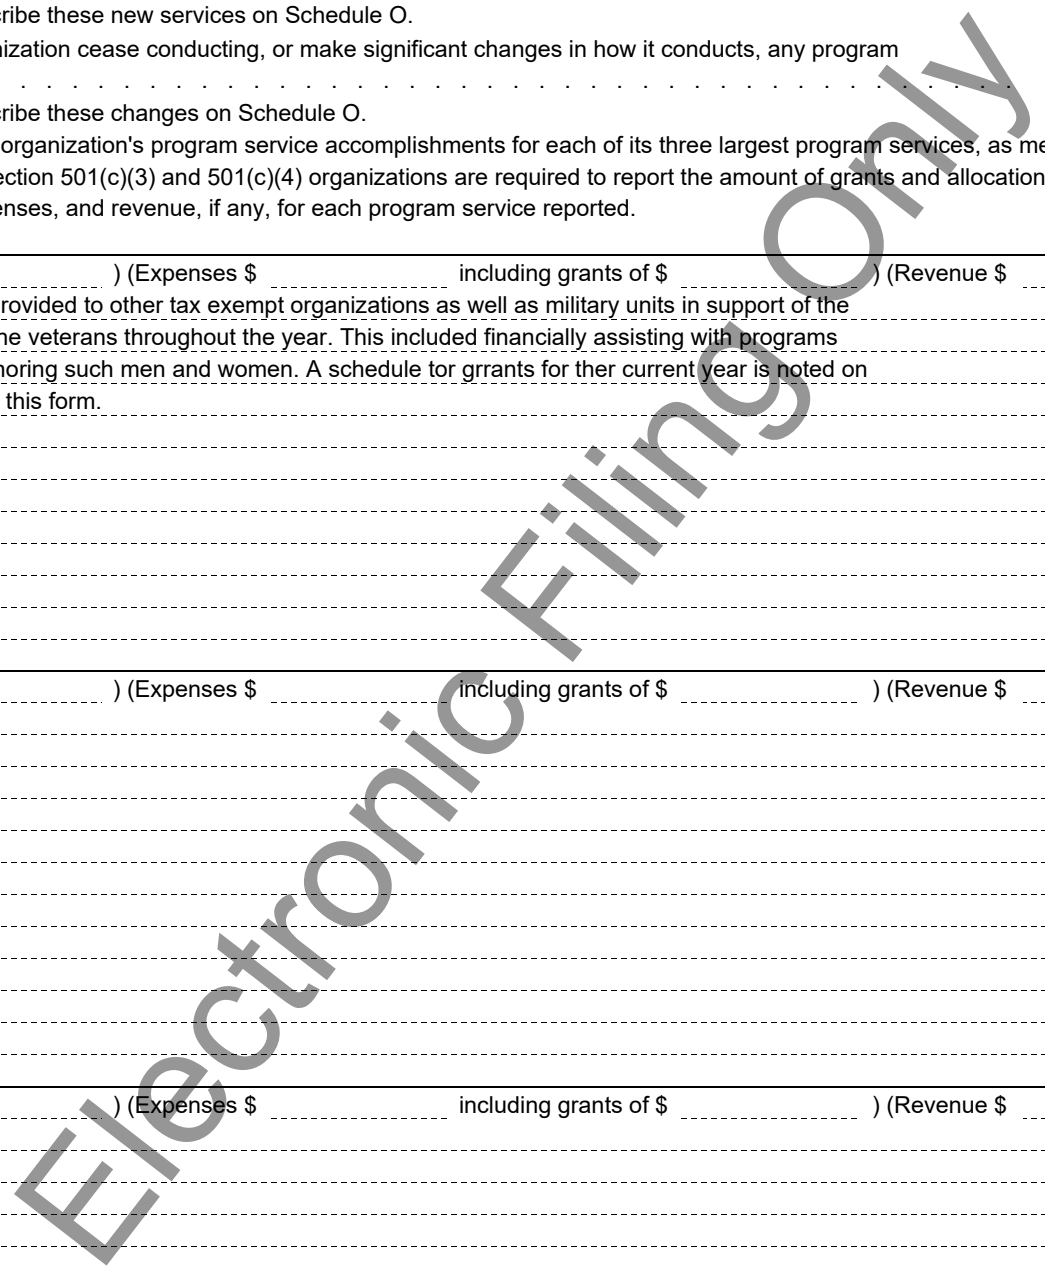 ribe these new services on Schedule O.
nization cease conducting, or make significant changes in how it conducts, any program
. . . . . . . . . . . . . . . . . . . . . . . . . . . . . . . . . . . . . . .
ribe these changes on Schedule O.
organization's program service accomplishments for each of its three largest program services, as me
ection 501(c)(3) and 501(c)(4) organizations are required to report the amount of grants and allocation
enses, and revenue, if any, for each program service reported.
) (Expenses $ including grants of $ ) (Revenue $
rovided to other tax exempt organizations as well as military units in support of the
ne veterans throughout the year. This included financially assisting with programs
noring such men and women. A schedule tor grrants for ther current year is noted on
this form.
) (Expenses $ including grants of $ ) (Revenue $
) (Expenses $ including grants of $ ) (Revenue $
Electronic Filing Only